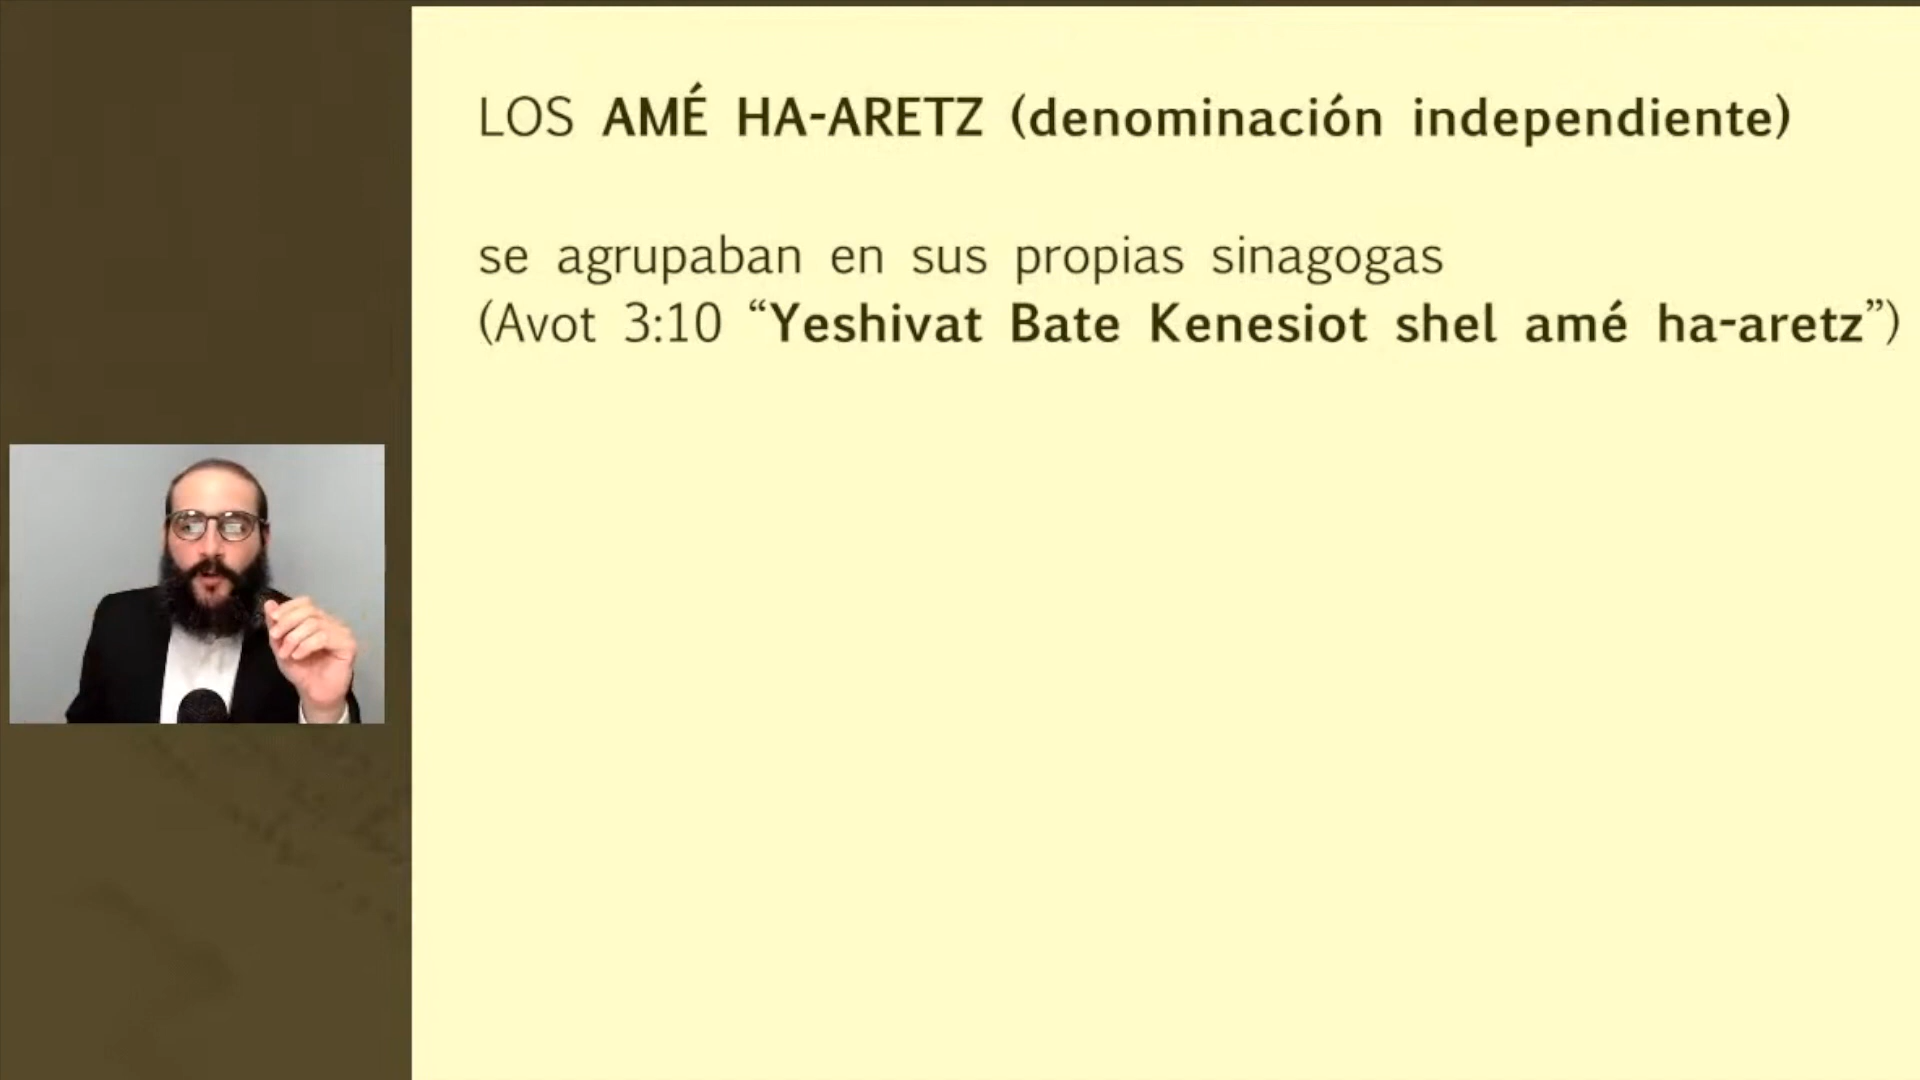 LOS AMÉ HA-ARETZ (denominación independiente)
se agrupaban en sus propias sinagogas
(Avot 3:10 “Yeshivat Bate Kenesiot shel amé ha-aretz”)